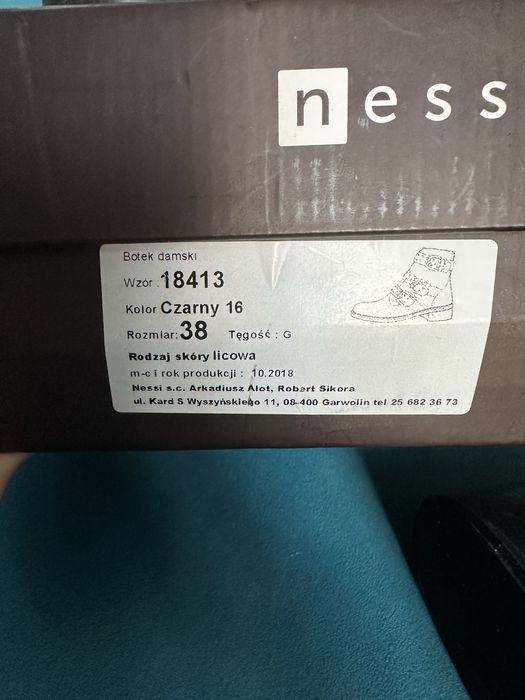 ness
Botek damski
Wzór : 18413
Kolor Czarny 16
Rozmiar: 38 Tęgość : G
Rodzaj skóry licowa
m-c i rok produkcji : 10.2018
Nessi s.c. Arkadiusz Alot, Robert Sikora
ul. Kard S Wyszyńskiego 11, 08-400 Garwolin tel 25 682 36 73